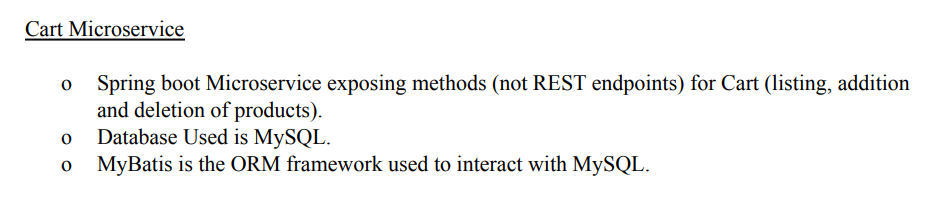 Cart Microservice
o Spring boot Microservice exposing methods (not REST endpoints) for Cart (listing, addition
and deletion of products).
o Database Used is MySQL.
o MyBatis is the ORM framework used to interact with MySQL.